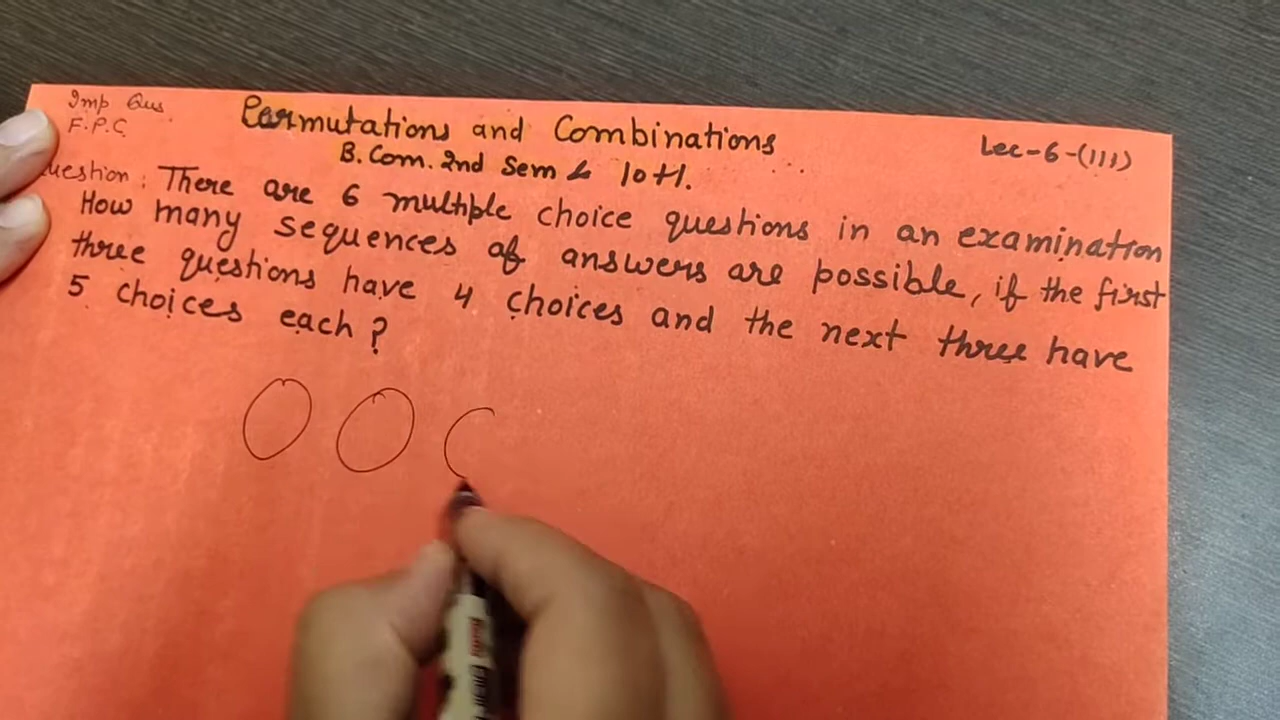 Imp Qus.
F.P.C.
Permutations and Combinations
Lec-6-(111)
B.Com. 2nd Sem & 10+1.
uestion: There are 6 multiple choice questions in an examination
How many sequences of answers are possible, if the first
three questions have 4 choices and the next three have
5 choices each?